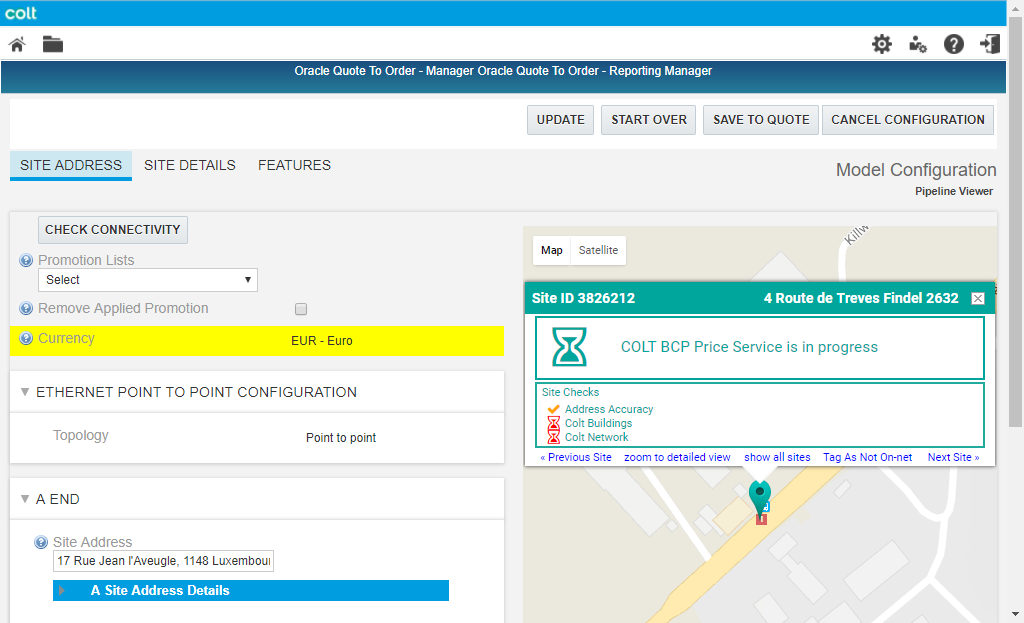 colt
Oracle Quote To Order - Manager Oracle Quote To Order - Reporting Manager
UPDATE
START OVER
SAVE TO QUOTE
CANCEL CONFIGURATION
SITE ADDRESS
SITE DETAILS
FEATURES
Model Configuration
Pipeline Viewer
CHECK CONNECTIVITY
Promotion Lists
Select
Remove Applied Promotion
Currency
EUR - Euro
ETHERNET POINT TO POINT CONFIGURATION
Topology
Point to point
A END
Site Address
17 Rue Jean l'Aveugle, 1148 Luxembour
A Site Address Details
Map
Satellite
Killw
Site ID 3826212
4 Route de Treves Findel 2632
COLT BCP Price Service is in progress
Site Checks
Address Accuracy
Colt Buildings
Colt Network
« Previous Site
zoom to detailed view
show all sites
Tag As Not On-net
Next Site »